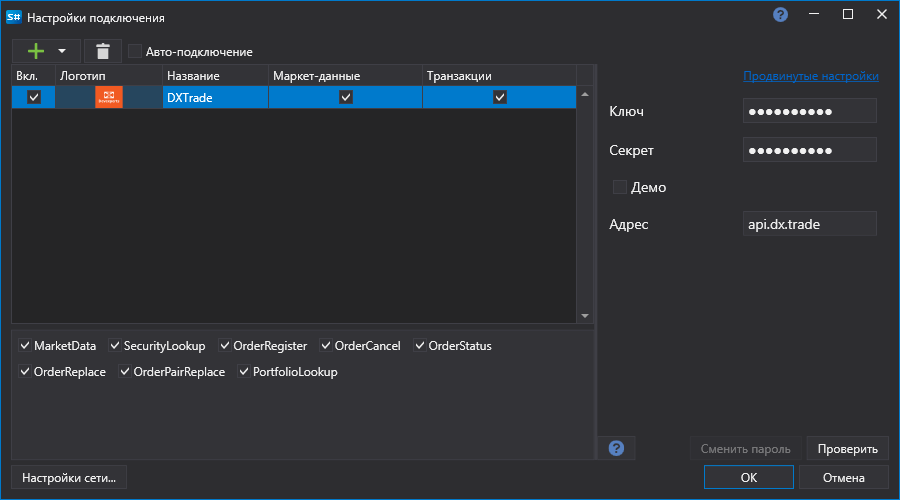 S# Настройки подключения
Авто-подключение
Вкл. Логотип Название Маркет-данные Транзакции
DXTrade
Продвинутые настройки
Ключ ●●●●●●●●●●
Секрет ●●●●●●●●●●
Демо
Адрес api.dx.trade
MarketData SecurityLookup OrderRegister OrderCancel OrderStatus
OrderReplace OrderPairReplace PortfolioLookup
Сменить пароль Проверить
Настройки сети... OK Отмена